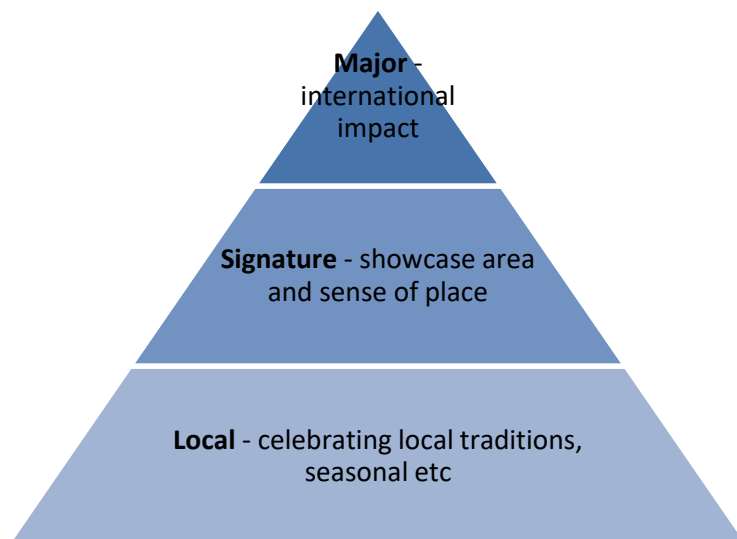 Major -
international
impact
Signature - showcase area
and sense of place
Local - celebrating local traditions,
seasonal etc